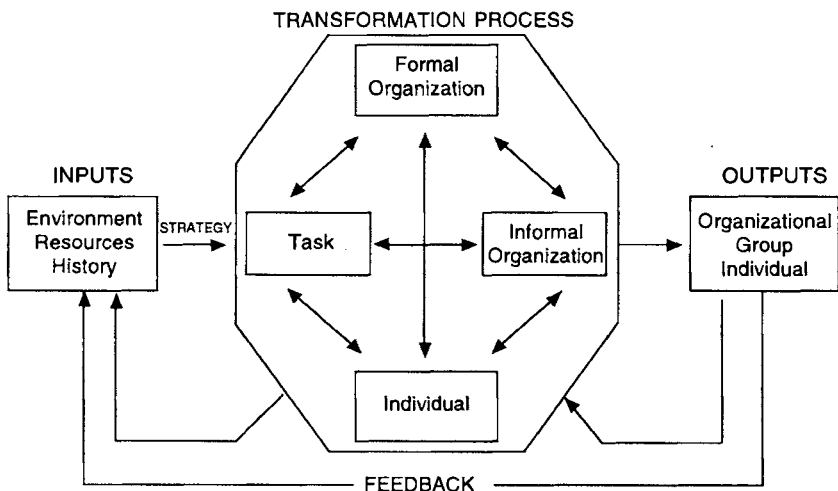 TRANSFORMATION PROCESS
Formal
Organization
INPUTS
Environment
Resources
History
STRATEGY
Task
Informal
Organization
OUTPUTS
Organizational
Group
Individual
Individual
FEEDBACK